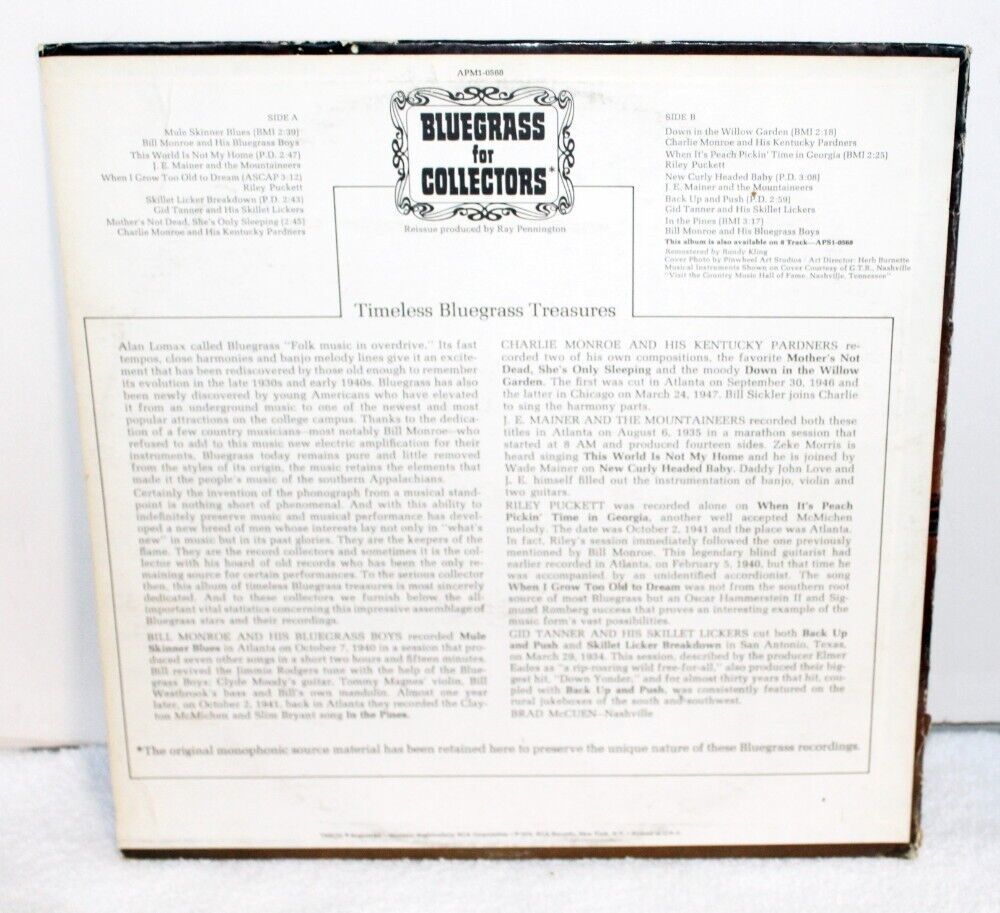 APM1-0568
BLUEGRASS
for
COLLECTORS*
Reissue produced by Ray Pennington
SIDE A
Mule Skinner Blues (BMI 2:39)
Bill Monroe and His Bluegrass Boys
This World Is Not My Home (P.D. 2:47)
J. E. Mainer and the Mountaineers
When I Grow Too Old to Dream (ASCAP 3:12)
Riley Puckett
Skillet Licker Breakdown (P.D. 2:43)
Gid Tanner and His Skillet Lickers
Mother's Not Dead, She's Only Sleeping (2:45)
Charlie Monroe and His Kentucky Pardners
SIDE B
Down in the Willow Garden (BMI 2:18)
Charlie Monroe and His Kentucky Pardners
When It's Peach Pickin' Time in Georgia (BMI 2:25)
Riley Puckett
New Curly Headed Baby (P.D. 3:08)
J. E. Mainer and the Mountaineers
Back Up and Push (P.D. 2:59)
Gid Tanner and His Skillet Lickers
In the Pines (BMI 3:17)
Bill Monroe and His Bluegrass Boys
This album is also available on 8 Track—APS1-0568
Remastered by Randy Kling
Cover Photo by Pinwheel Art Studios / Art Director: Herb Burnette
Musical Instruments Shown on Cover Courtesy of G.T.R., Nashville
"Visit the Country Music Hall of Fame, Nashville, Tennessee"
Timeless Bluegrass Treasures
Alan Lomax called Bluegrass "Folk music in overdrive." Its fast
tempos, close harmonies and banjo melody lines give it an excite-
ment that has been rediscovered by those old enough to remember
its evolution in the late 1930s and early 1940s. Bluegrass has also
been newly discovered by young Americans who have elevated
it from an underground music to one of the newest and most
popular attractions on the college campus. Thanks to the dedica-
tion of a few country musicians—most notably Bill Monroe—who
refused to add to this music new electric amplification for their
instruments, Bluegrass today remains pure and little removed
from the styles of its origin, the music retains the elements that
made it the people's music of the southern Appalachians.
Certainly the invention of the phonograph from a musical stand-
point is nothing short of phenomenal. And with this ability to
indefinitely preserve music and musical performance has devel-
oped a new breed of man whose interests lay not only in "what's
new" in music but in its past glories. They are the keepers of the
flame. They are the record collectors and sometimes it is the col-
lector with his hoard of old records who has been the only re-
maining source for certain performances. To the serious collector
then, this album of timeless Bluegrass treasures is most sincerely
dedicated. And to these collectors we furnish below the all-
important vital statistics concerning this impressive assemblage of
Bluegrass stars and their recordings.
BILL MONROE AND HIS BLUEGRASS BOYS recorded Mule
Skinner Blues in Atlanta on October 7, 1940 in a session that pro-
duced seven other songs in a short two hours and fifteen minutes.
Bill revived the Jimmie Rodgers tune with the help of the Blue-
grass Boys: Clyde Moody's guitar, Tommy Magnes' violin, Bill
Westbrook's bass and Bill's own mandolin. Almost one year
later, on October 2, 1941, back in Atlanta they recorded the Clay-
ton McMichen and Slim Bryant song In the Pines.
CHARLIE MONROE AND HIS KENTUCKY PARDNERS re-
corded two of his own compositions, the favorite Mother's Not
Dead, She's Only Sleeping and the moody Down in the Willow
Garden. The first was cut in Atlanta on September 30, 1946 and
the latter in Chicago on March 24, 1947. Bill Sickler joins Charlie
to sing the harmony parts.
J. E. MAINER AND THE MOUNTAINEERS recorded both these
titles in Atlanta on August 6, 1935 in a marathon session that
started at 8 AM and produced fourteen sides. Zeke Morris is
heard singing This World Is Not My Home and he is joined by
Wade Mainer on New Curly Headed Baby. Daddy John Love and
J. E. himself filled out the instrumentation of banjo, violin and
two guitars.
RILEY PUCKETT was recorded alone on When It's Peach
Pickin' Time in Georgia, another well accepted McMichen
melody. The date was October 2, 1941 and the place was Atlanta.
In fact, Riley's session immediately followed the one previously
mentioned by Bill Monroe. This legendary blind guitarist had
earlier recorded in Atlanta, on February 5, 1940, but that time he
was accompanied by an unidentified accordionist. The song
When I Grow Too Old to Dream was not from the southern root
source of most Bluegrass but an Oscar Hammerstein II and Sig-
mund Romberg success that proves an interesting example of the
music form's vast possibilities.
GID TANNER AND HIS SKILLET LICKERS cut both Back Up
and Push and Skillet Licker Breakdown in San Antonio, Texas,
on March 29, 1934. This session, described by the producer Elmer
Eades as "a rip-roaring wild free-for-all," also produced their big-
gest hit, "Down Yonder," and for almost thirty years that hit, cou-
pled with Back Up and Push, was consistently featured on the
rural jukeboxes of the south and southwest.
BRAD McCUEN—Nashville
*The original monophonic source material has been retained here to preserve the unique nature of these Bluegrass recordings.